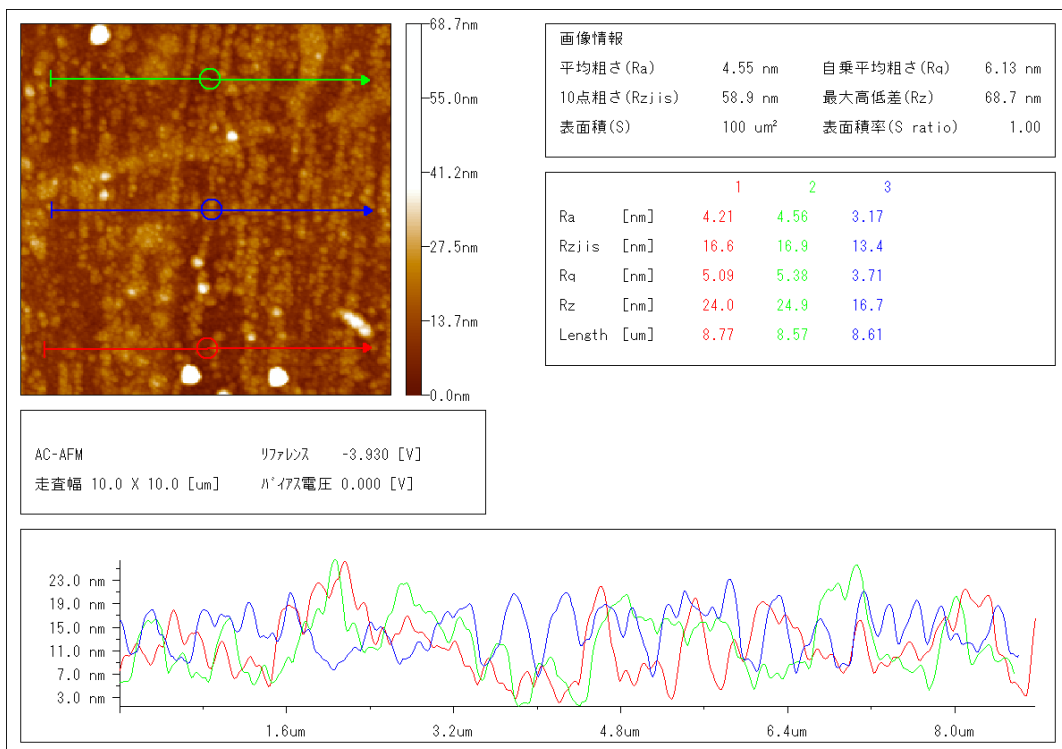 68.7nm
55.0nm
41.2nm
27.5nm
13.7nm
0.0nm
画像情報
平均粗さ(Ra) 4.55 nm 自乗平均粗さ(Rq) 6.13 nm
10点粗さ(Rzjis) 58.9 nm 最大高低差(Rz) 68.7 nm
表面積(S) 100 um² 表面積率(S ratio) 1.00
1 2 3
Ra [nm] 4.21 4.56 3.17
Rzjis [nm] 16.6 16.9 13.4
Rq [nm] 5.09 5.38 3.71
Rz [nm] 24.0 24.9 16.7
Length [um] 8.77 8.57 8.61
AC-AFM ﾘﾌｧﾚﾝｽ -3.930 [V]
走査幅 10.0 X 10.0 [um] ﾊﾞｲｱｽ電圧 0.000 [V]
23.0 nm
19.0 nm
15.0 nm
11.0 nm
7.0 nm
3.0 nm
1.6um 3.2um 4.8um 6.4um 8.0um